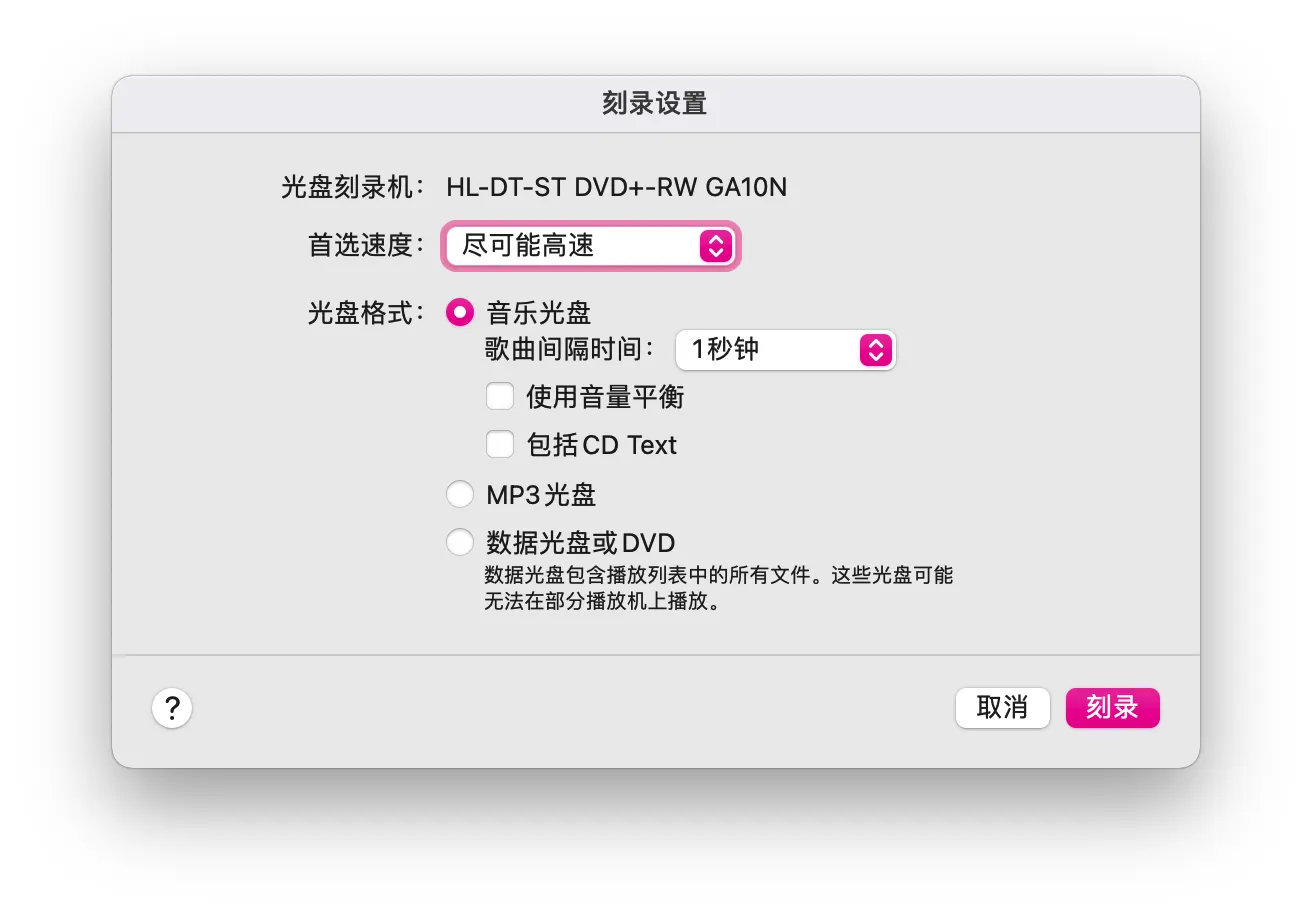 刻录设置
光盘刻录机： HL-DT-ST DVD+-RW GA10N
首选速度： 尽可能高速
光盘格式： 音乐光盘
歌曲间隔时间： 1秒钟
使用音量平衡
包括CD Text
MP3光盘
数据光盘或DVD
数据光盘包含播放列表中的所有文件。这些光盘可能
无法在部分播放机上播放。
? 取消 刻录